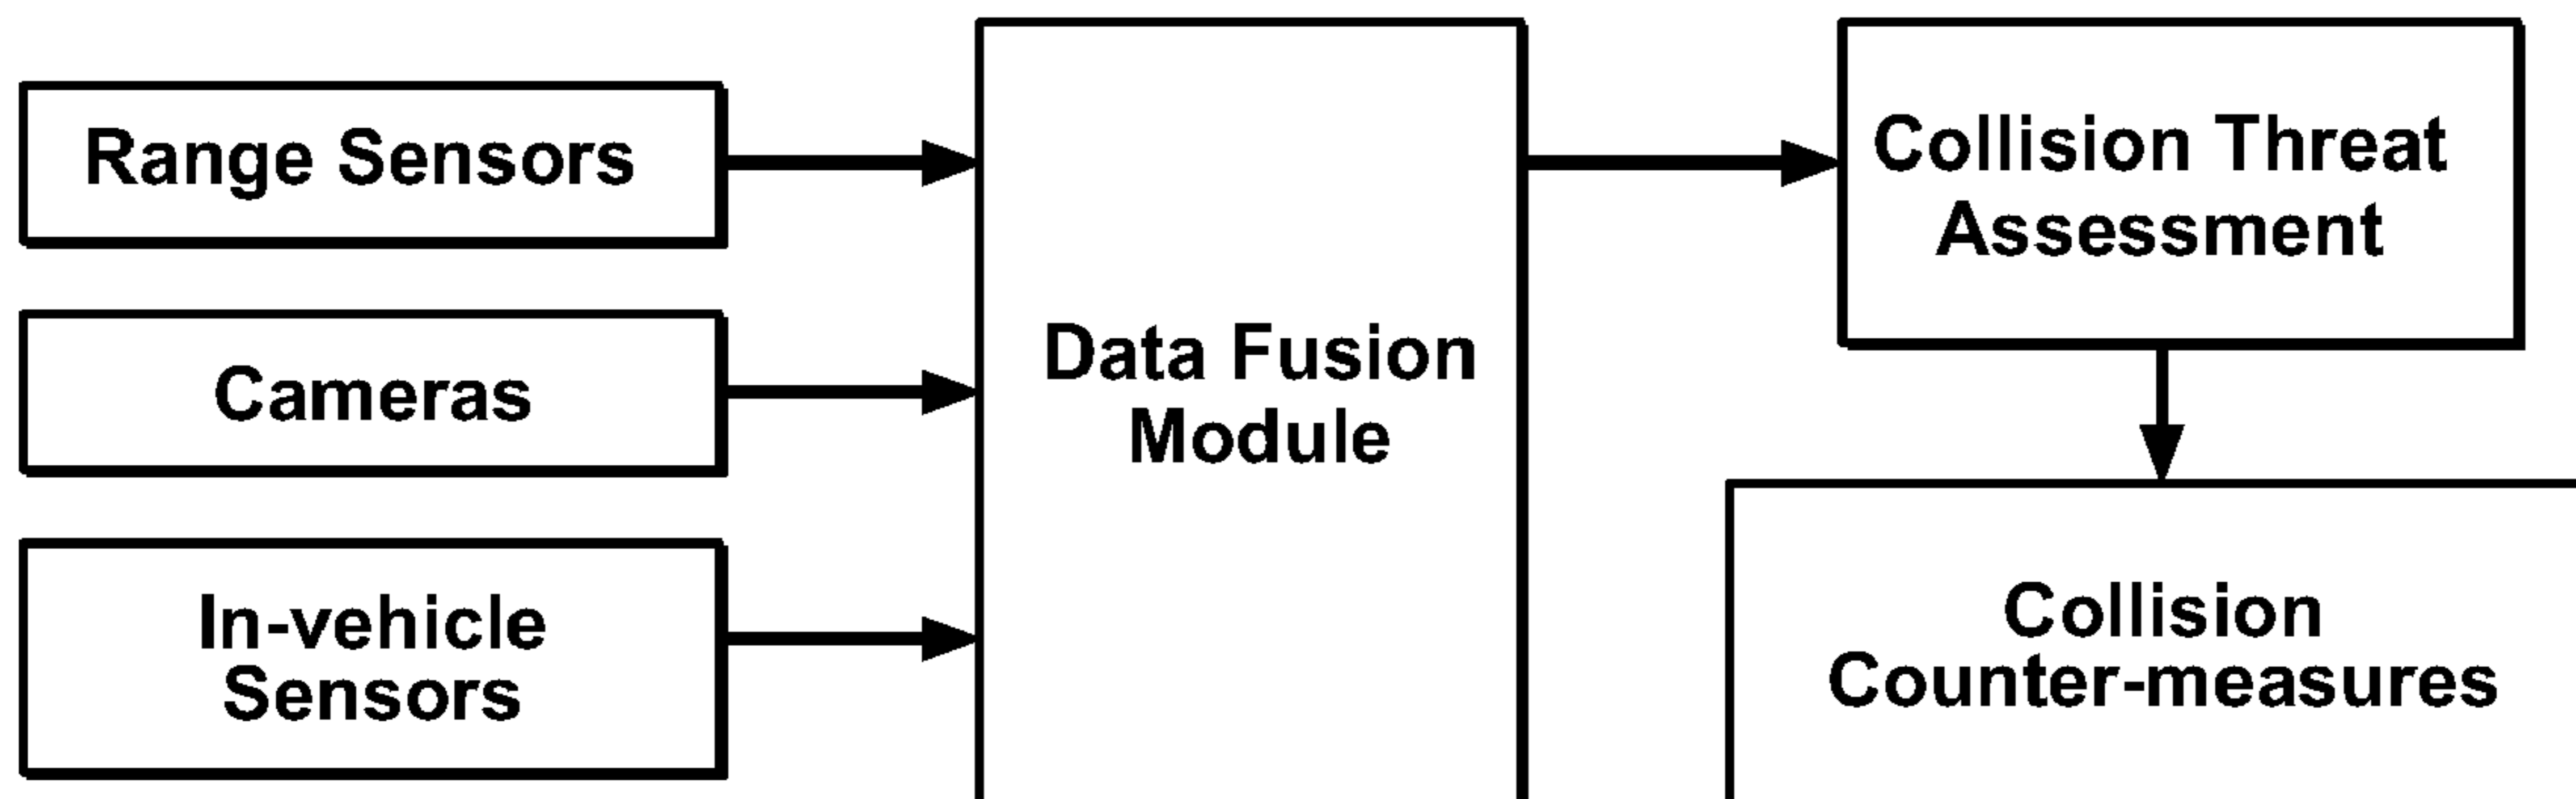 Range Sensors
Cameras
In-vehicle
Sensors
Data Fusion
Module
Collision Threat
Assessment
Collision
Counter-measures